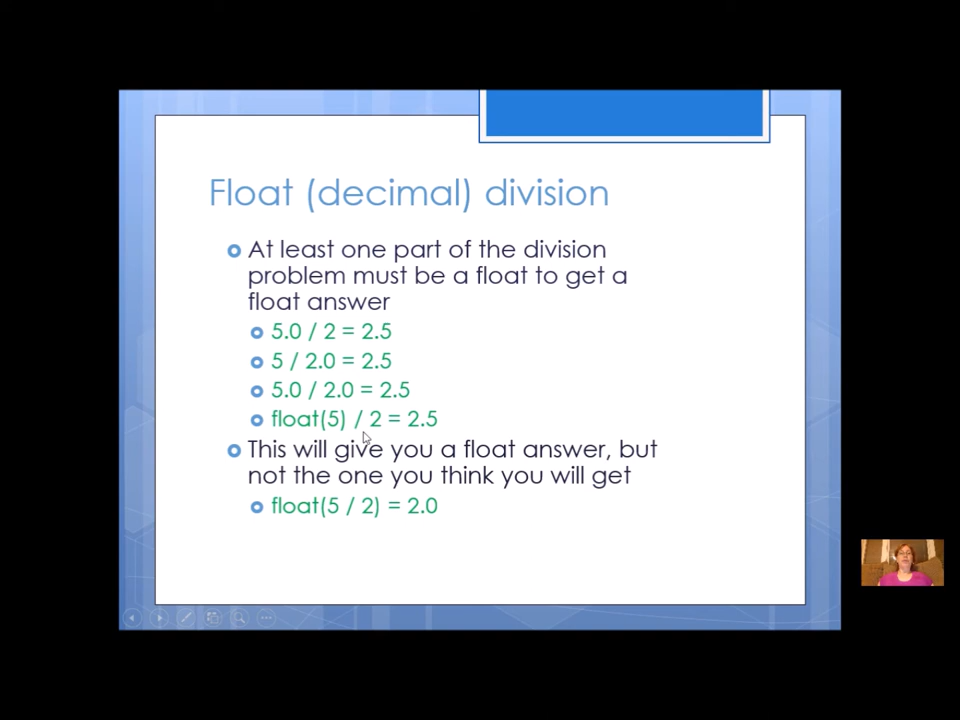 Float (decimal) division
At least one part of the division
problem must be a float to get a
float answer
5.0 / 2 = 2.5
5 / 2.0 = 2.5
5.0 / 2.0 = 2.5
float(5) / 2 = 2.5
This will give you a float answer, but
not the one you think you will get
float(5 / 2) = 2.0